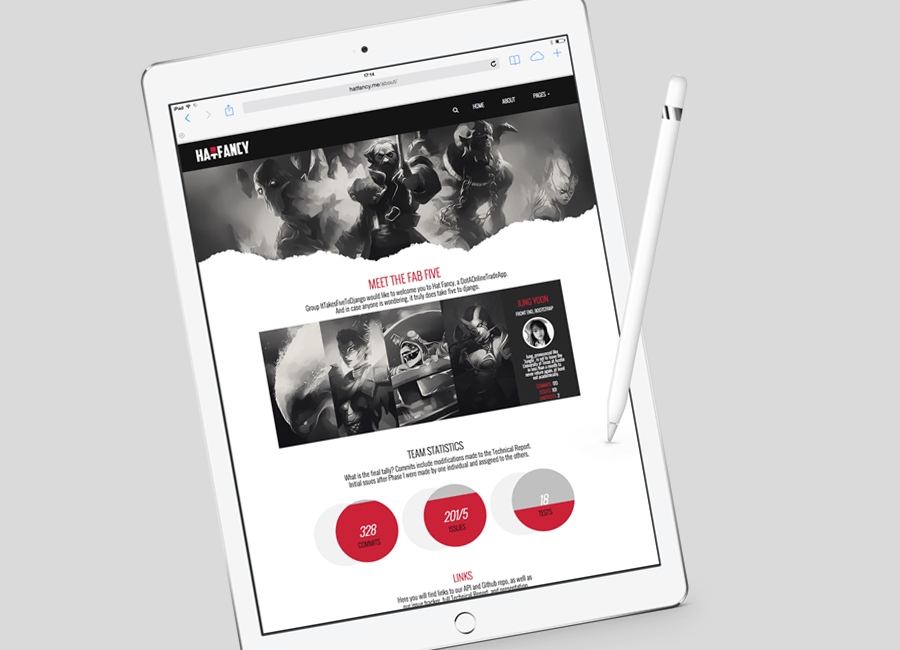 iPad
17:14
hatfancy.me/about/
HATFANCY
HOME
ABOUT
PAGES
MEET THE FAB FIVE
Group ItTakesFiveToDjango would like to welcome you to Hat Fancy, a DotAOnlineTradeApp.
And in case anyone is wondering, it truly does take five to django.
JUNG YOON
FRONT END, BOOTSTRAP
Jung, pronounced like
TEAM STATISTICS
What is the final tally? Commits include modifications made to the Technical Report.
Initial ssues after Phase I were made by one individual and assigned to the others.
328
COMMITS
201/5
ISSUES
18
TESTS
LINKS
Here you will find links to our API and Github repo, as well as
our issue tracker, full Technical Report, and presentation